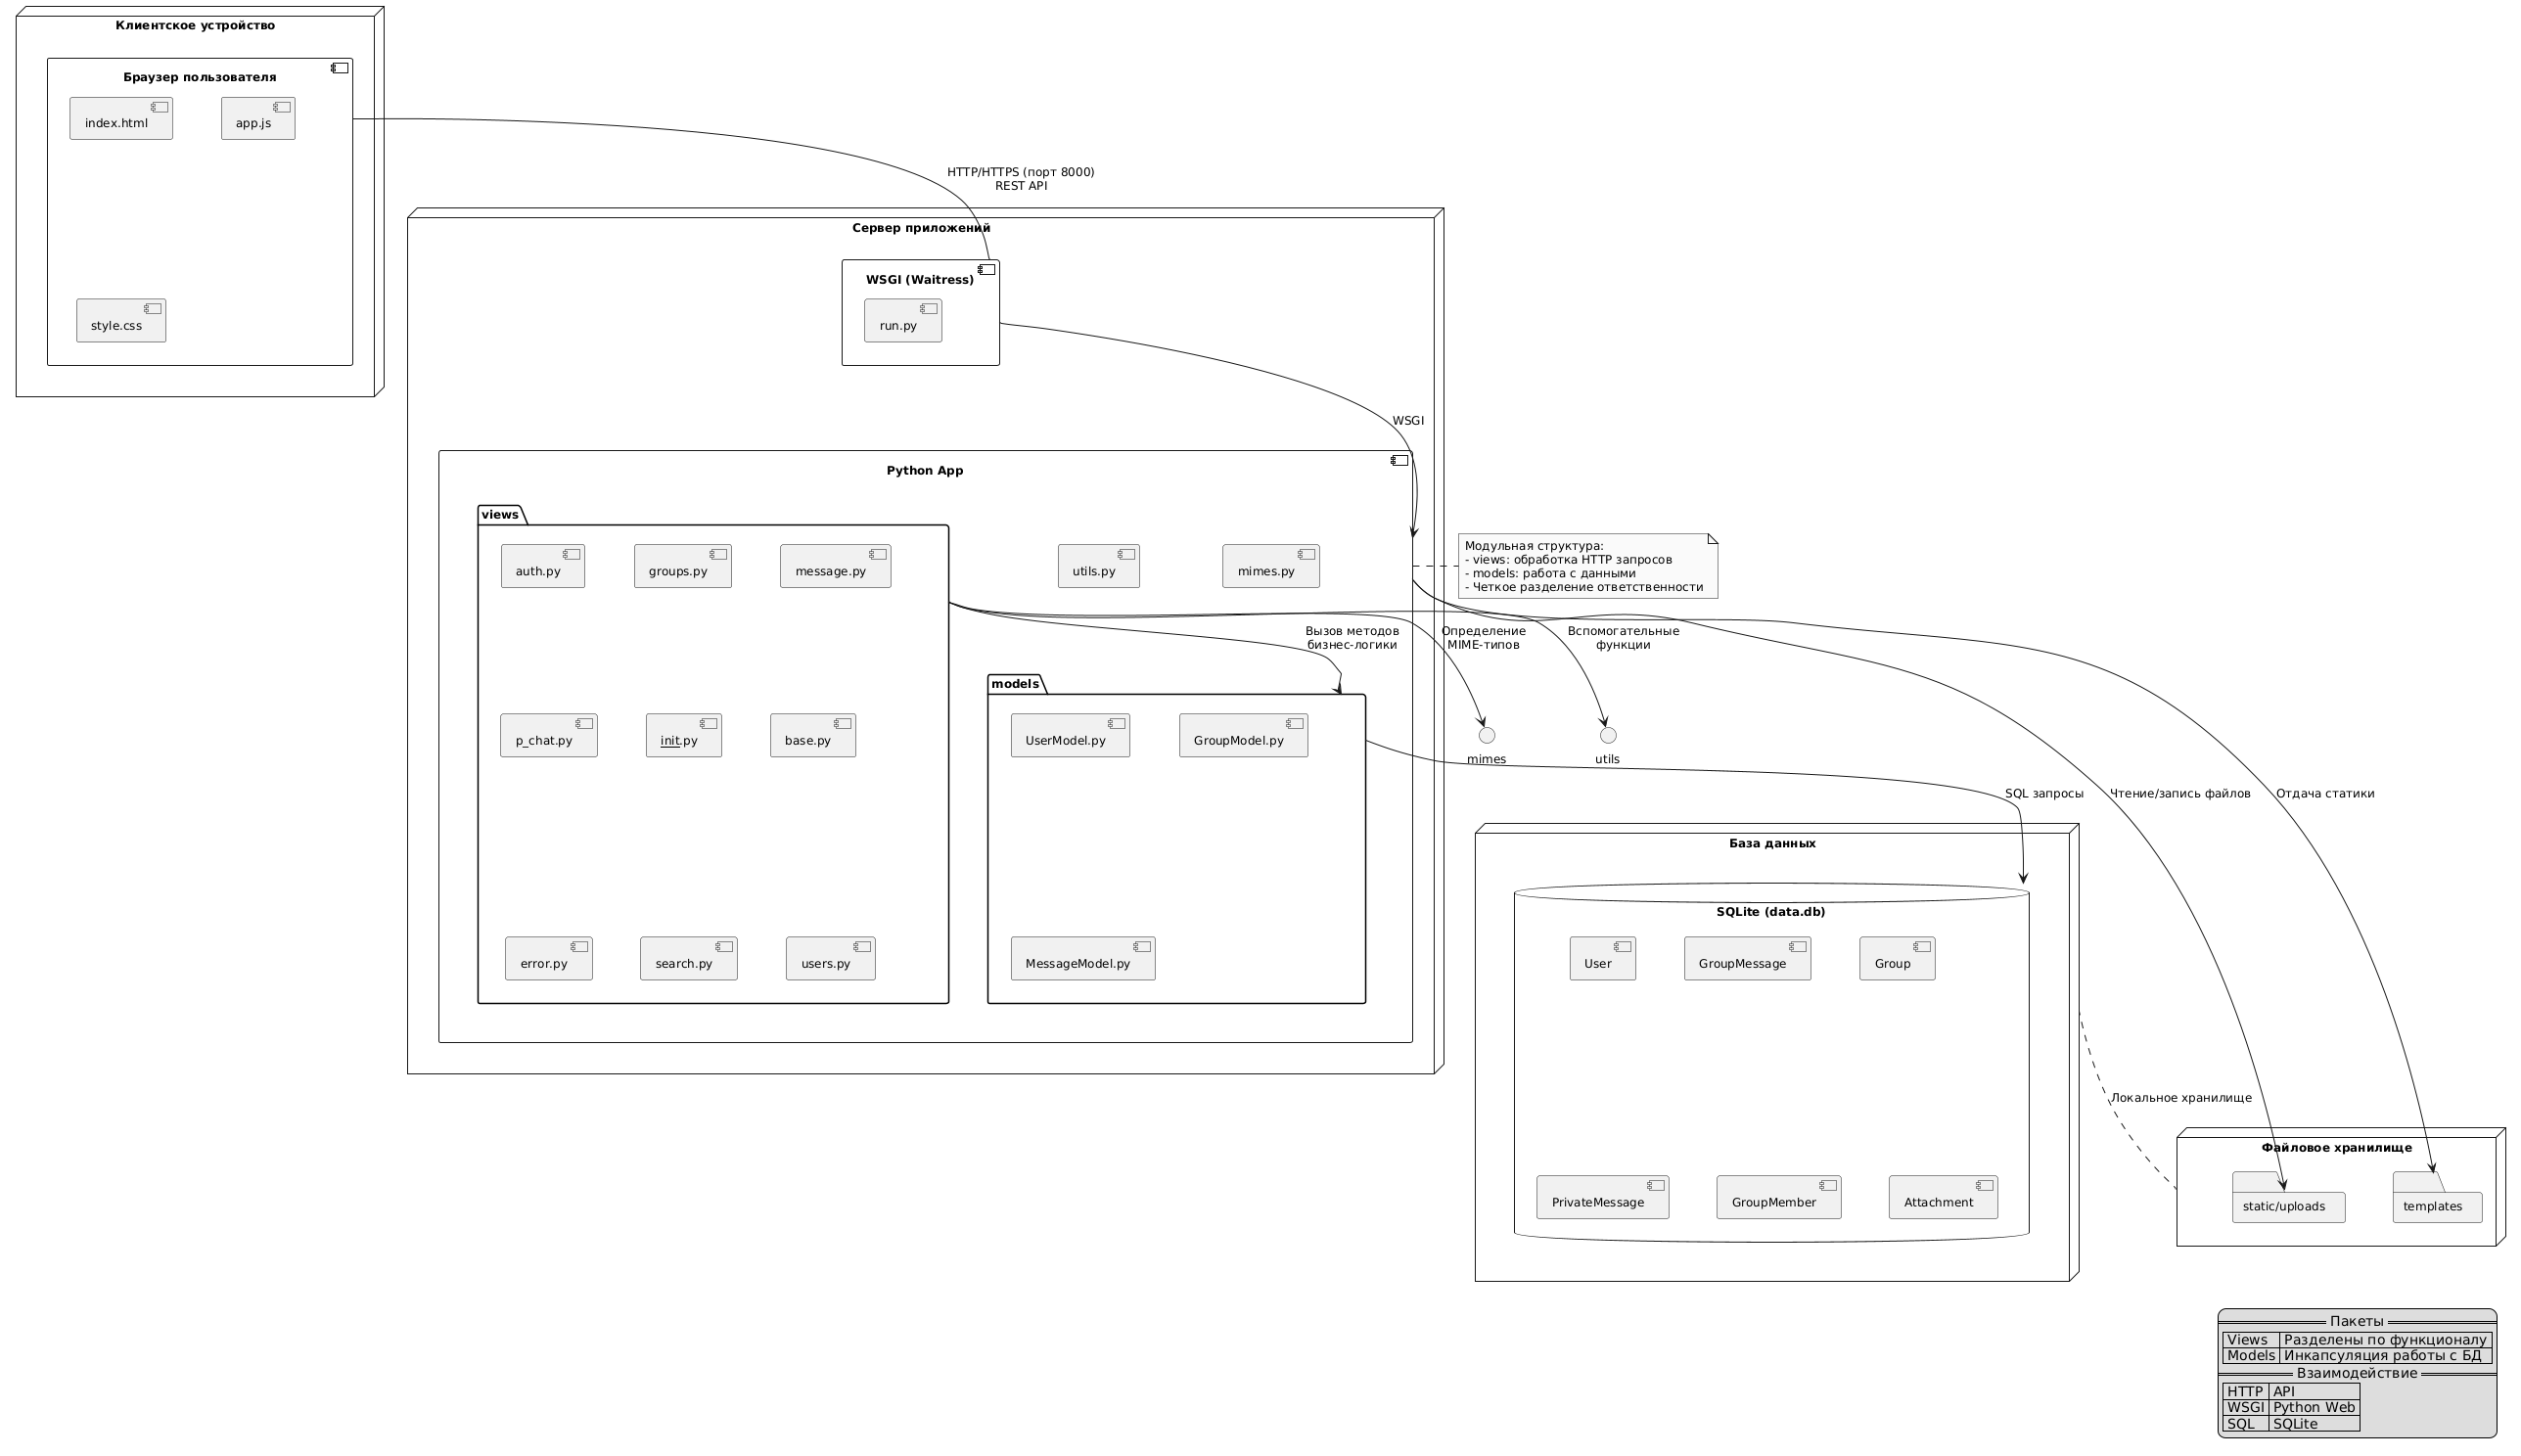 Клиентское устройство
Браузер пользователя
index.html
app.js
style.css
HTTP/HTTPS (порт 8000)
REST API
Сервер приложений
WSGI (Waitress)
run.py
WSGI
Python App
views
auth.py
groups.py
message.py
utils.py
mimes.py
Модульная структура:
- views: обработка HTTP запросов
- models: работа с данными
- Четкое разделение ответственности
Вызов методов
бизнес-логики
Определение
MIME-типов
Вспомогательные
функции
models
p_chat.py
init.py
base.py
UserModel.py
GroupModel.py
mimes
utils
SQL запросы
Чтение/запись файлов
Отдача статики
База данных
SQLite (data.db)
error.py
search.py
users.py
MessageModel.py
User
GroupMessage
Group
Локальное хранилище
Файловое хранилище
PrivateMessage
GroupMember
Attachment
static/uploads
templates
Пакеты
Views Разделены по функционалу
Models Инкапсуляция работы с БД
Взаимодействие
HTTP API
WSGI Python Web
SQL SQLite